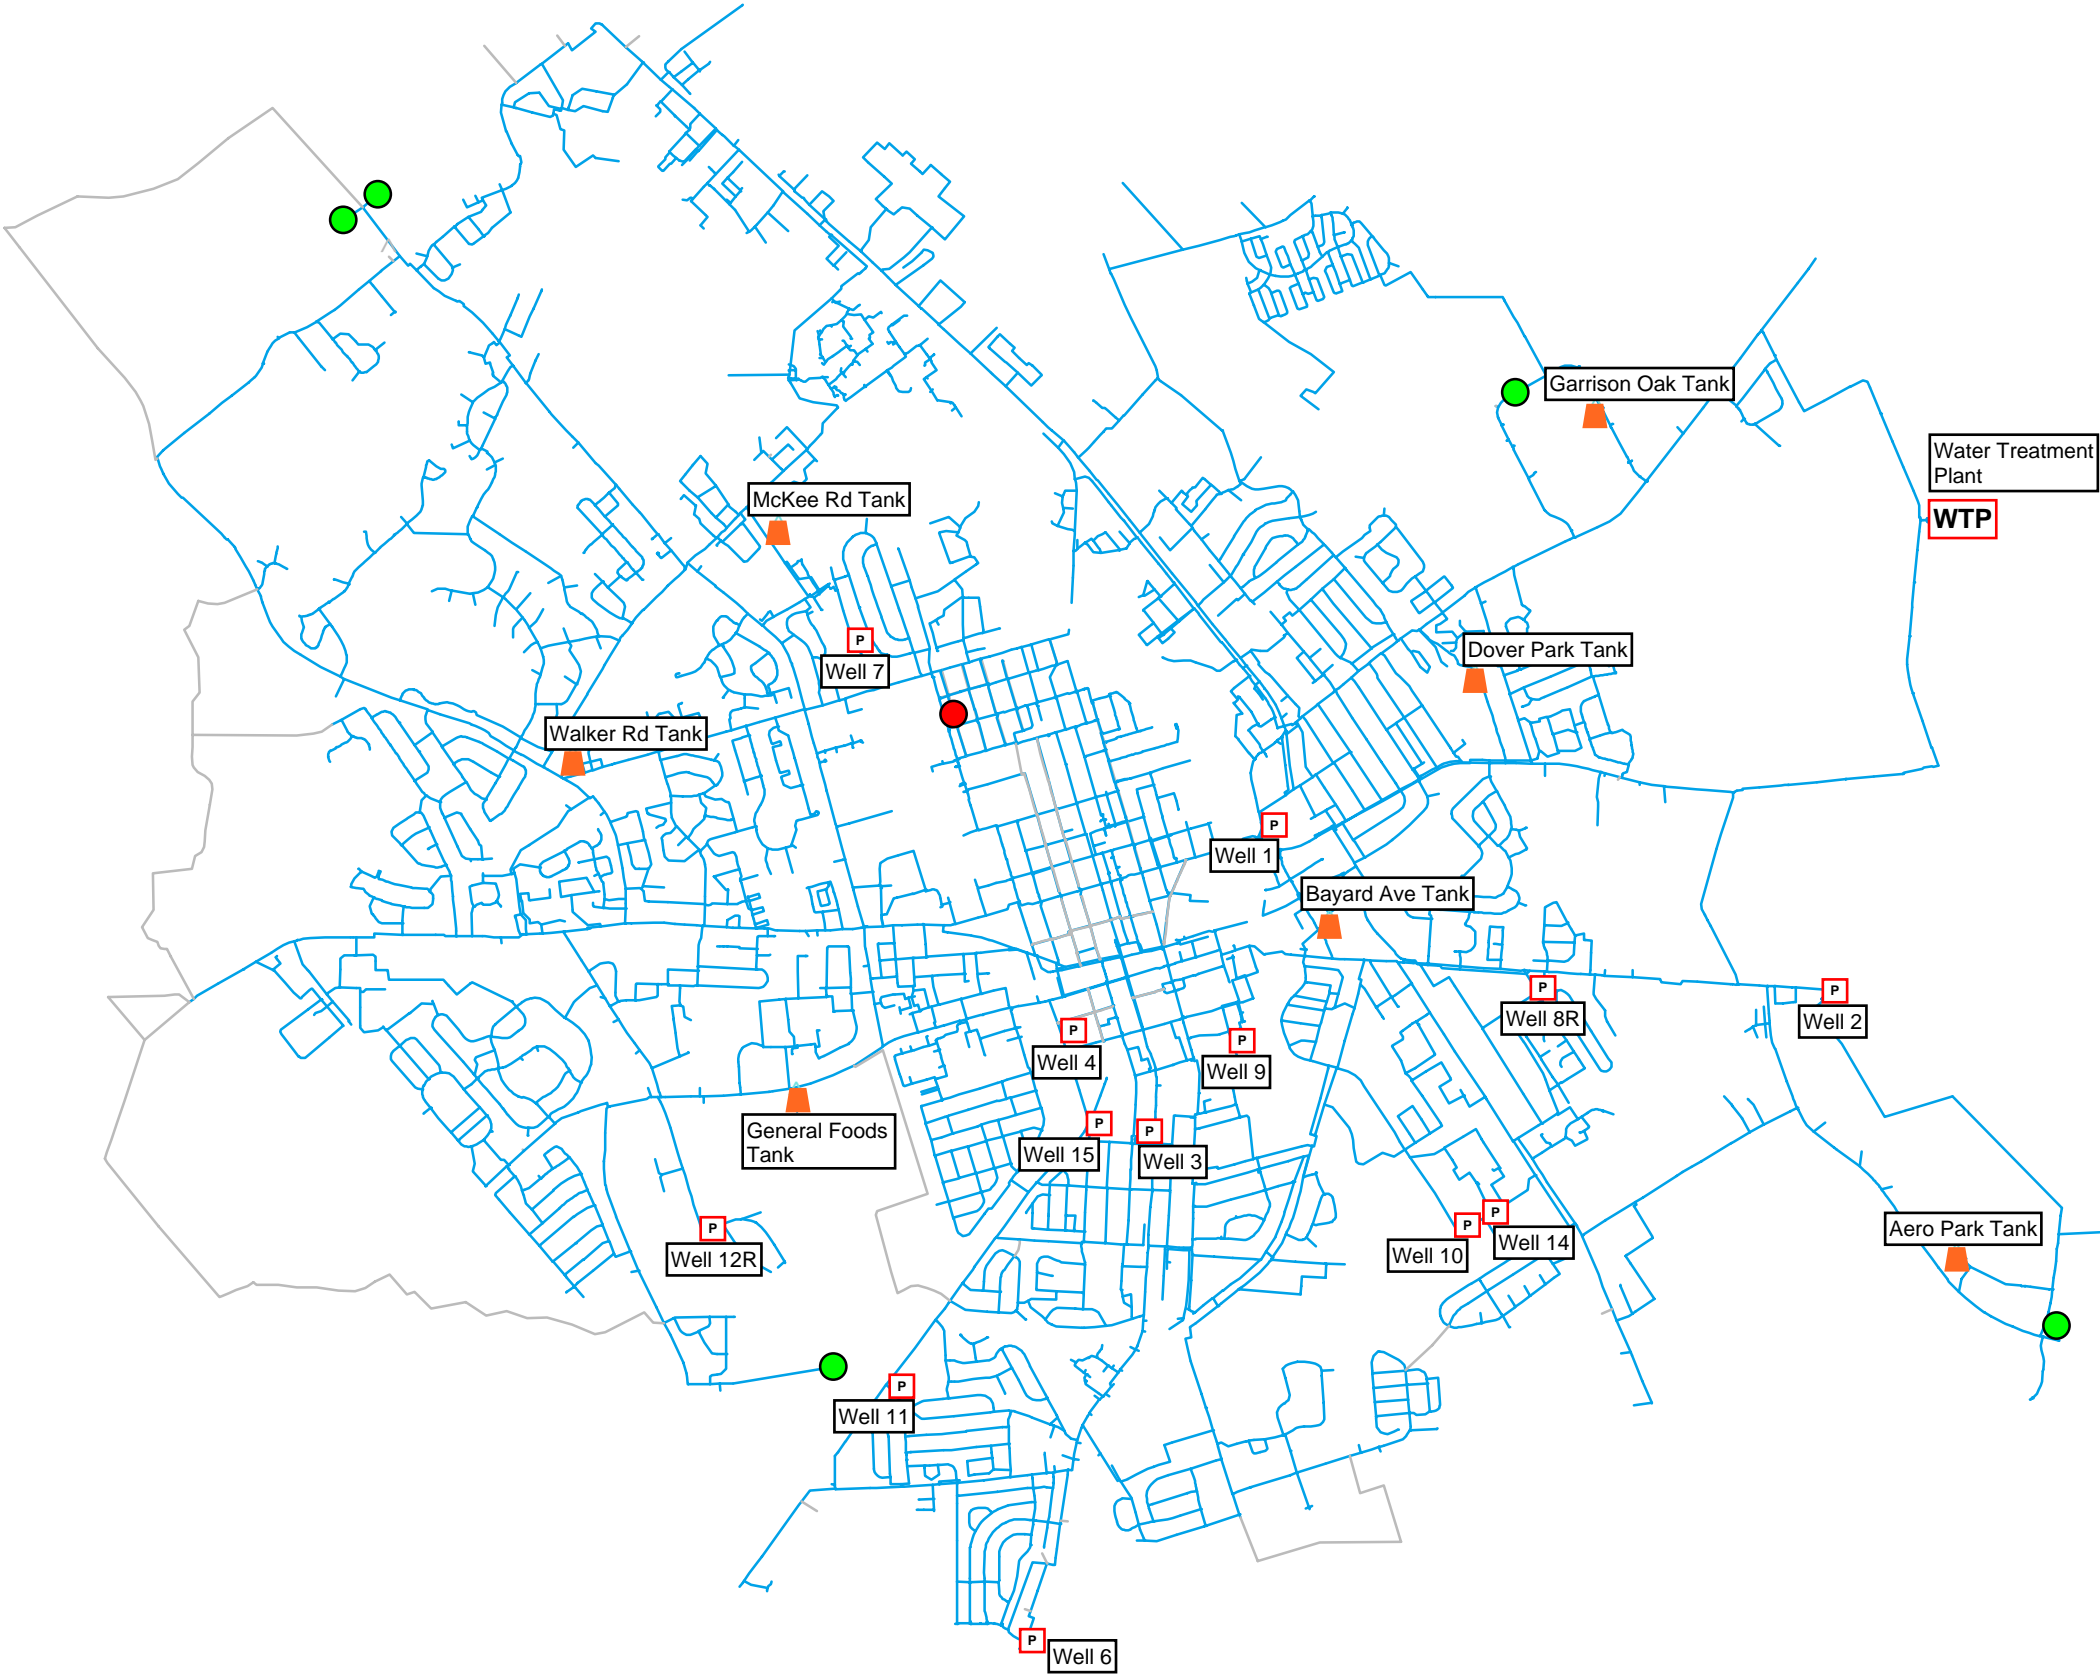 Garrison Oak Tank
Water Treatment
Plant
WTP
McKee Rd Tank
P
Well 7
Dover Park Tank
Walker Rd Tank
P
Well 1
Bayard Ave Tank
P
Well 8R
P
Well 2
P
Well 4
P
Well 9
General Foods
Tank
P
Well 15
P
Well 3
P
Well 12R
P
Well 10
P
Well 14
Aero Park Tank
P
Well 11
P
Well 6